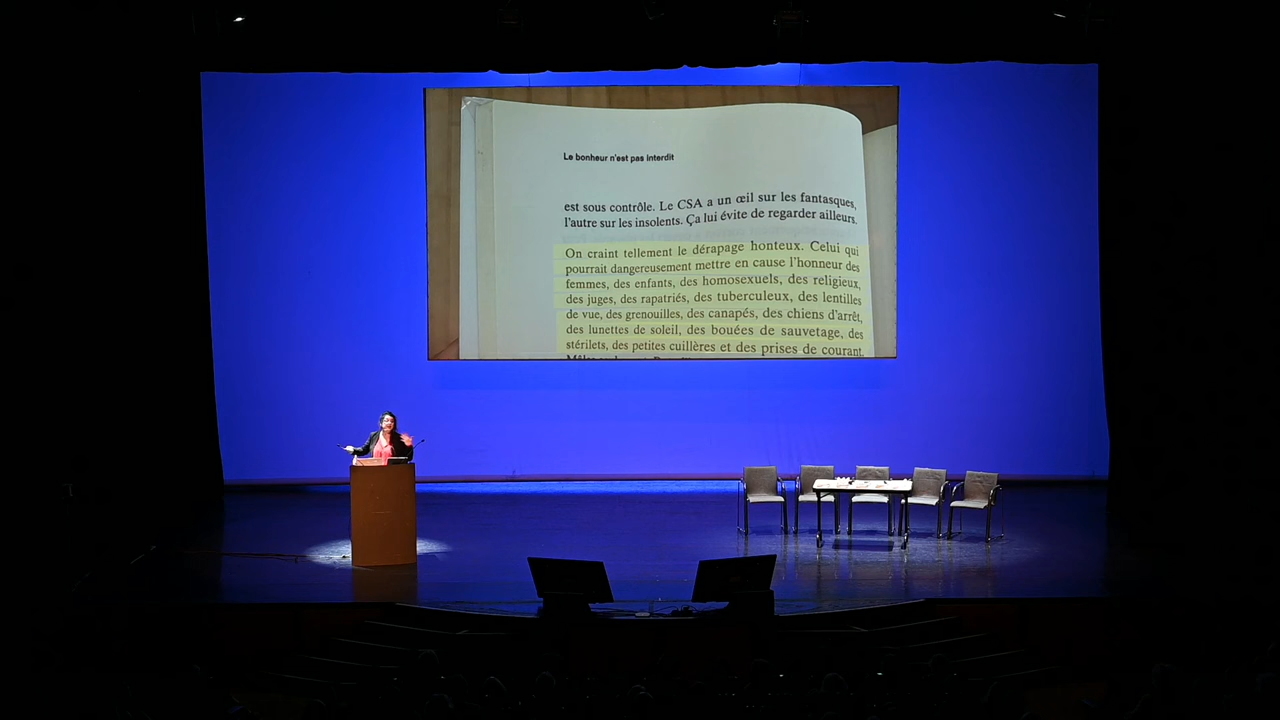 Le bonheur n'est pas interdit
est sous contrôle. Le CSA a un œil sur les fantasques,
l'autre sur les insolents. Ça lui évite de regarder ailleurs.
On craint tellement le dérapage honteux. Celui qui
pourrait dangereusement mettre en cause l'honneur des
femmes, des enfants, des homosexuels, des religieux,
des juges, des rapatriés, des tuberculeux, des lentilles
de vue, des grenouilles, des canapés, des chiens d'arrêt,
des lunettes de soleil, des bouées de sauvetage, des
stérilets, des petites cuillères et des prises de courant.